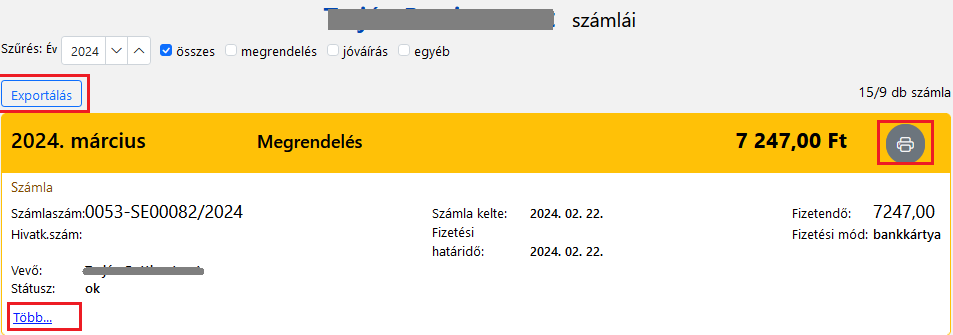 számlái
Szűrés: Év 2024 összes megrendelés jóváírás egyéb
Exportálás 15/9 db számla
2024. március Megrendelés 7 247,00 Ft
Számla
Számlaszám: 0053-SE00082/2024 Számla kelte: 2024. 02. 22. Fizetendő: 7247,00
Hivatk.szám: Fizetési határidő: 2024. 02. 22. Fizetési mód: bankkártya
Vevő:
Státusz: ok
Több...